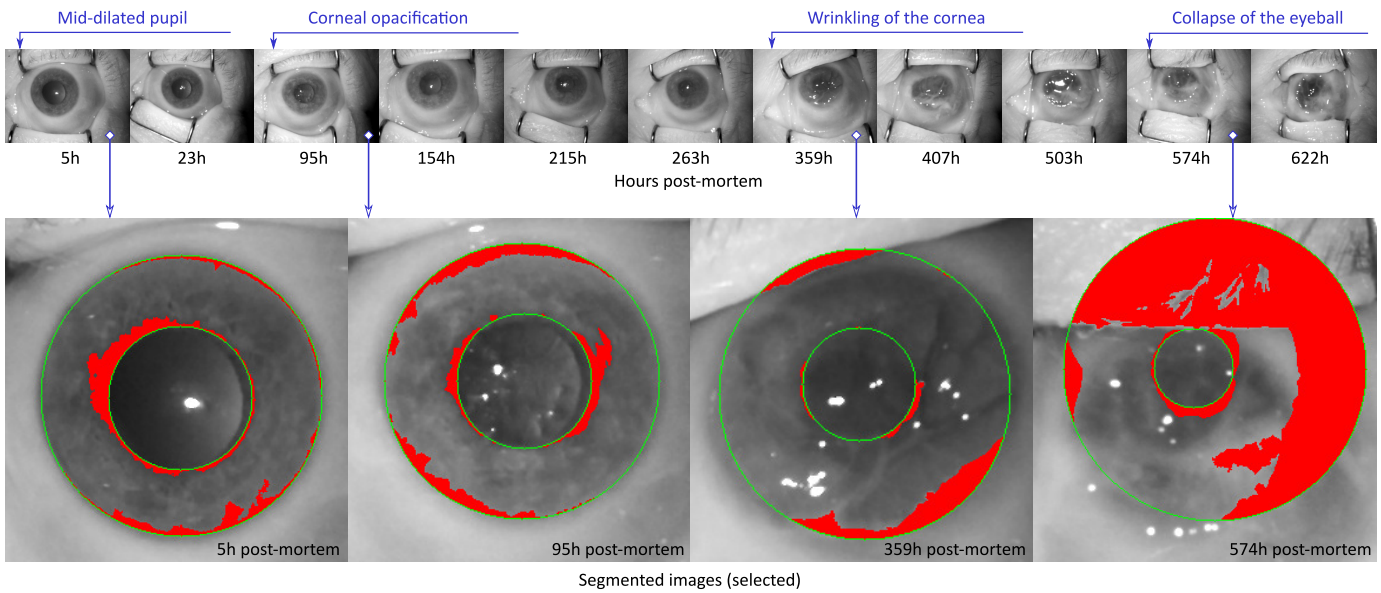 Mid-dilated pupil
Corneal opacification
Wrinkling of the cornea
Collapse of the eyeball
5h
23h
95h
154h
215h
263h
359h
407h
503h
574h
622h
Hours post-mortem
5h post-mortem
95h post-mortem
359h post-mortem
574h post-mortem
Segmented images (selected)